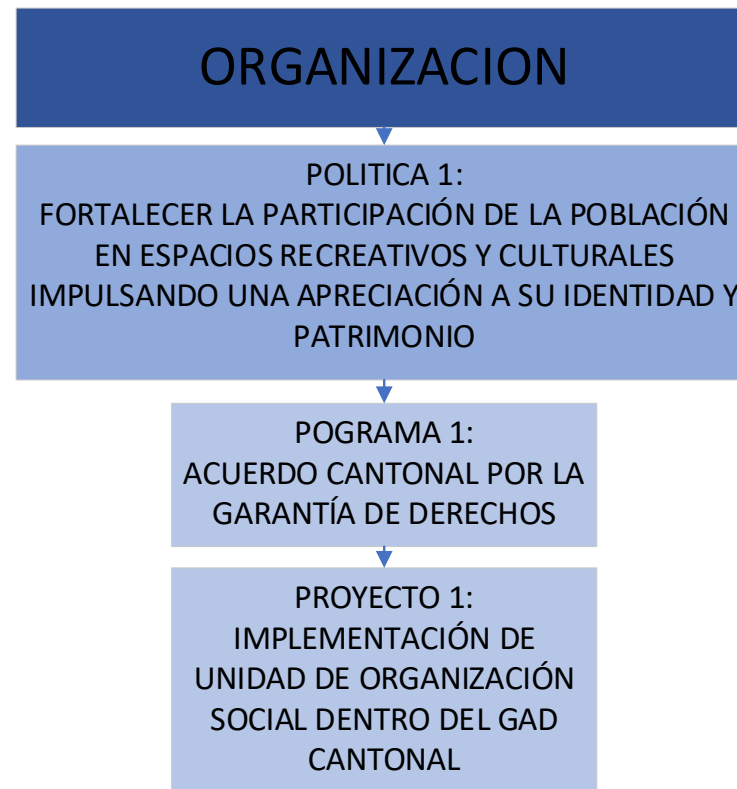 ORGANIZACION
POLITICA 1:
FORTALECER LA PARTICIPACIÓN DE LA POBLACIÓN
EN ESPACIOS RECREATIVOS Y CULTURALES
IMPULSANDO UNA APRECIACIÓN A SU IDENTIDAD Y
PATRIMONIO
POGRAMA 1:
ACUERDO CANTONAL POR LA
GARANTÍA DE DERECHOS
PROYECTO 1:
IMPLEMENTACIÓN DE
UNIDAD DE ORGANIZACIÓN
SOCIAL DENTRO DEL GAD
CANTONAL